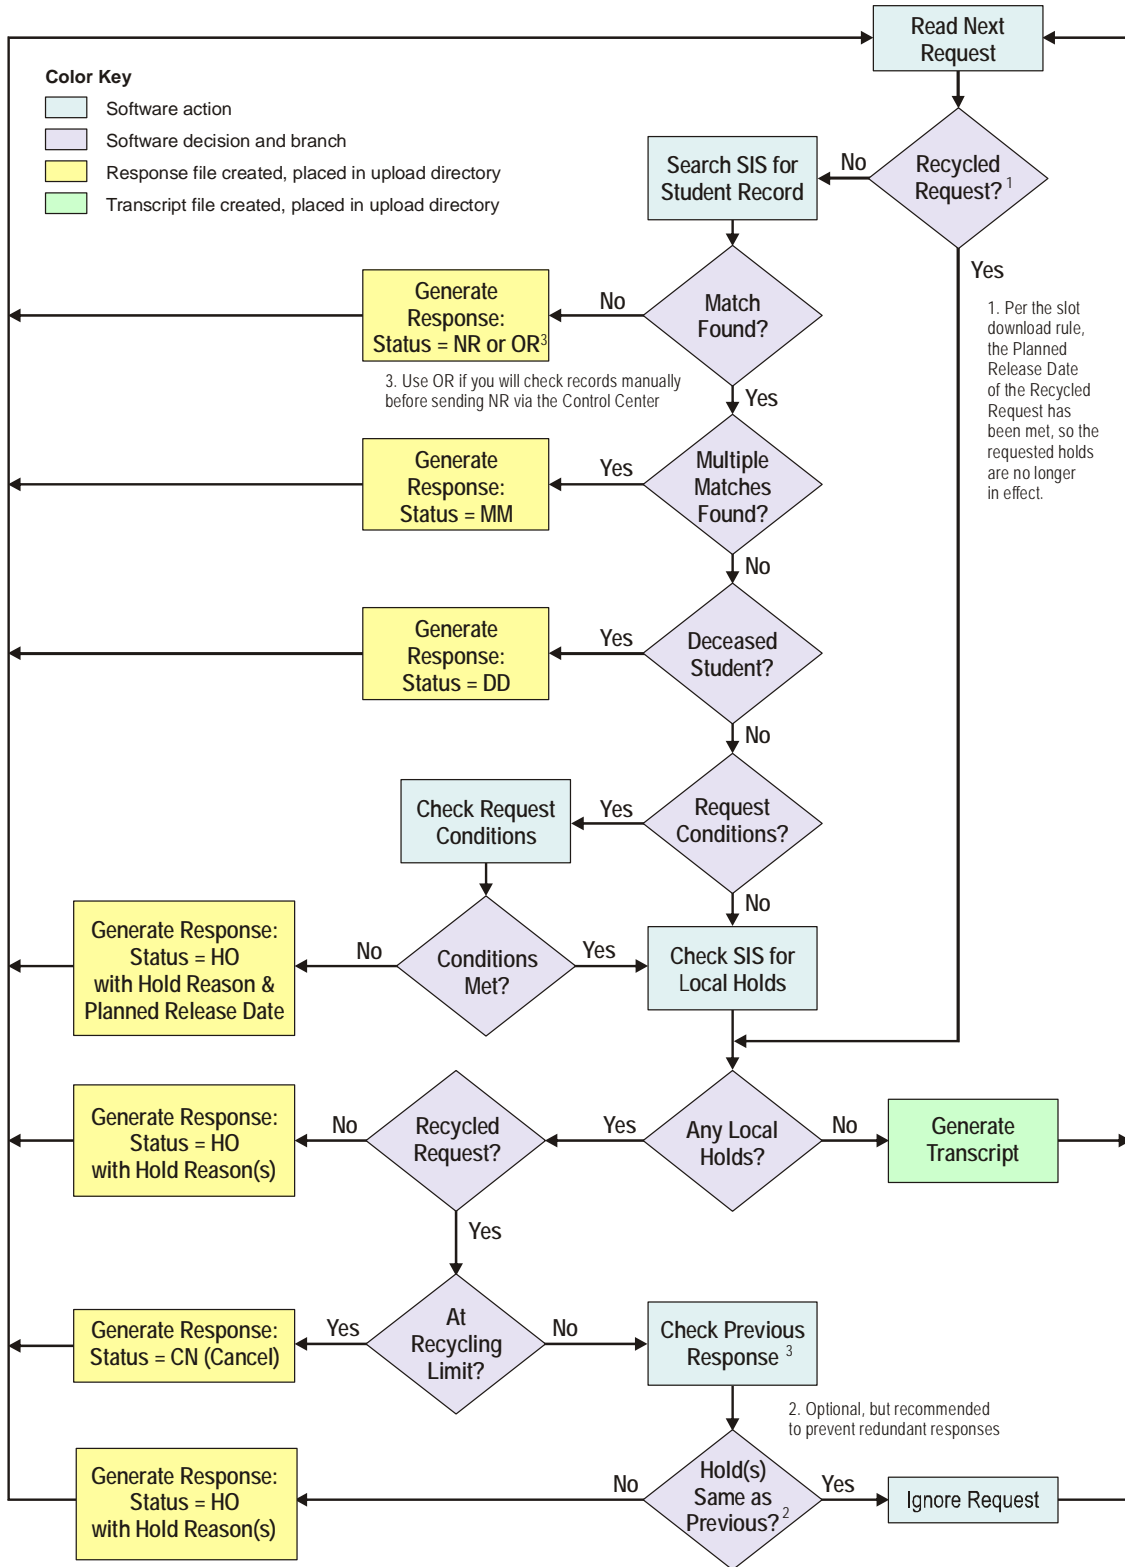 Read Next
Request
Color Key
Software action
Software decision and branch
Response file created, placed in upload directory
Transcript file created, placed in upload directory
Recycled
Request? 1
No
Search SIS for
Student Record
Yes
1. Per the slot
download rule,
the Planned
Release Date
of the Recycled
Request has
been met, so the
requested holds
are no longer
in effect.
Match
Found?
No
Generate
Response:
Status = NR or OR3
3. Use OR if you will check records manually
before sending NR via the Control Center
Yes
Multiple
Matches
Found?
Yes
Generate
Response:
Status = MM
No
Deceased
Student?
Yes
Generate
Response:
Status = DD
No
Request
Conditions?
Yes
Check Request
Conditions
No
Conditions
Met?
No
Generate Response:
Status = HO
with Hold Reason &
Planned Release Date
Yes
Check SIS for
Local Holds
Any Local
Holds?
No
Generate
Transcript
Yes
Recycled
Request?
No
Generate Response:
Status = HO
with Hold Reason(s)
Yes
At
Recycling
Limit?
Yes
Generate Response:
Status = CN (Cancel)
No
Check Previous
Response 3
2. Optional, but recommended
to prevent redundant responses
Hold(s)
Same as
Previous? 2
No
Generate Response:
Status = HO
with Hold Reason(s)
Yes
Ignore Request